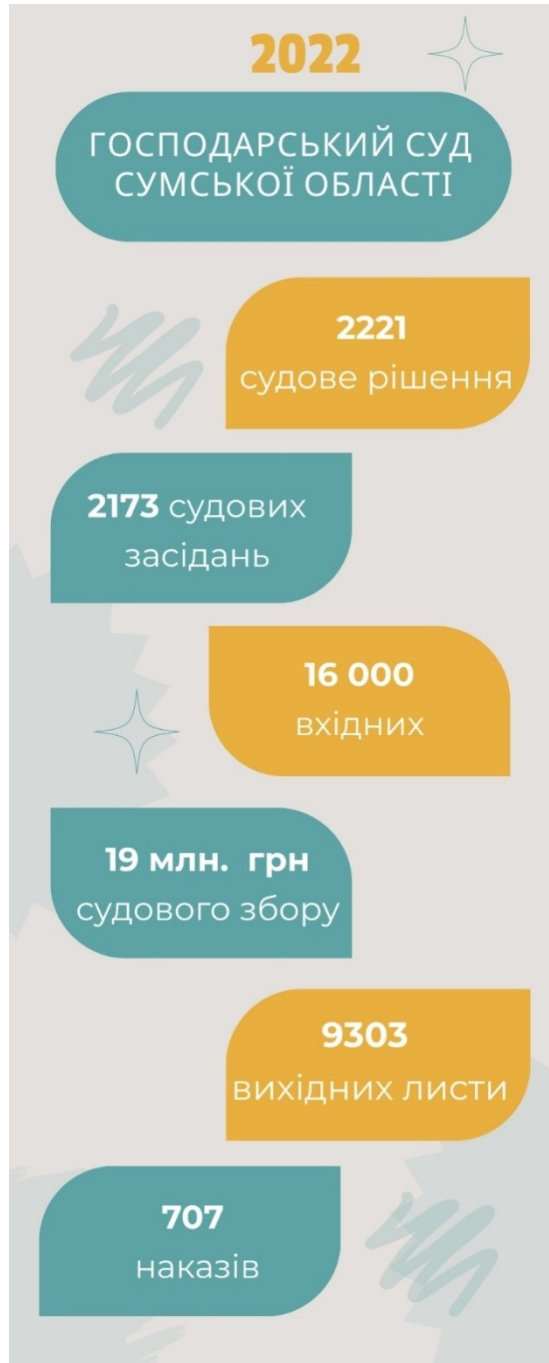 2022
ГОСПОДАРСЬКИЙ СУД
СУМСЬКОЇ ОБЛАСТІ
2221
судове рішення
2173 судових
засідань
16 000
вхідних
19 млн. грн
судового збору
9303
вихідних листи
707
наказів